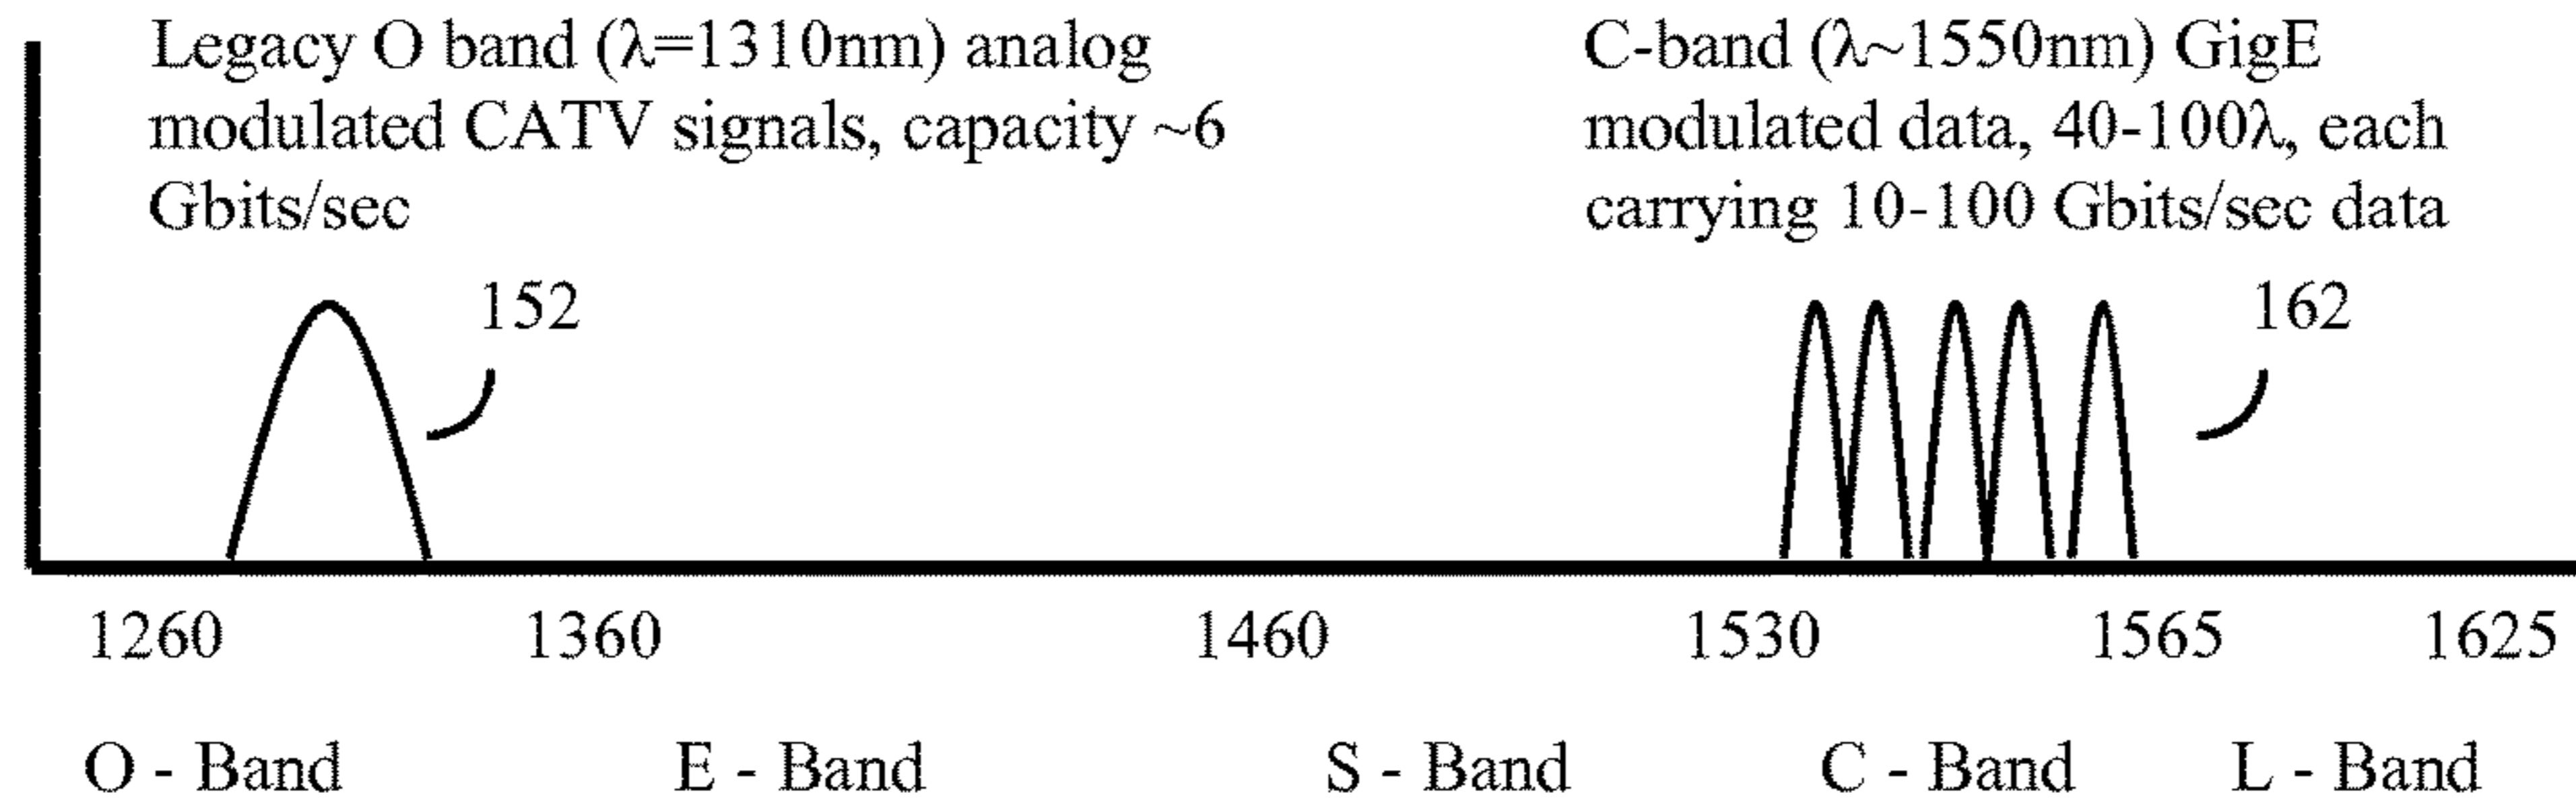 Legacy O band (λ=1310nm) analog
modulated CATV signals, capacity ~6
Gbits/sec
C-band (λ~1550nm) GigE
modulated data, 40-100λ, each
carrying 10-100 Gbits/sec data
152
162
1260 1360 1460 1530 1565 1625
O - Band E - Band S - Band C - Band L - Band